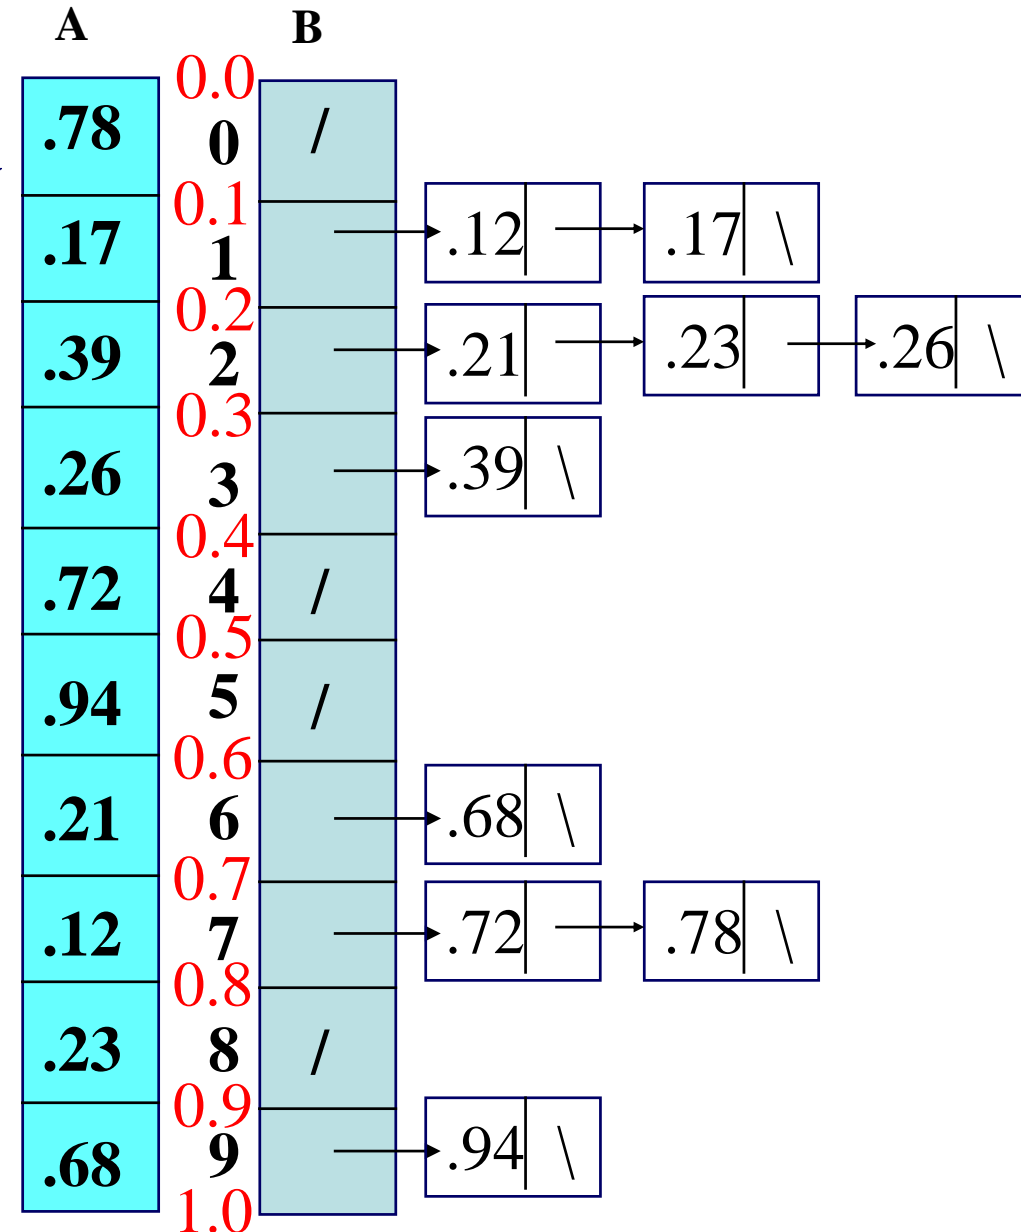 A B
0.0
.78 0 /
0.1
.17 1 .12 .17 \
0.2
.39 2 .21 .23 .26 \
0.3
.26 3 .39 \
0.4
.72 4 /
0.5
.94 5 /
0.6
.21 6 .68 \
0.7
.12 7 .72 .78 \
0.8
.23 8 /
0.9
.68 9 .94 \
1.0